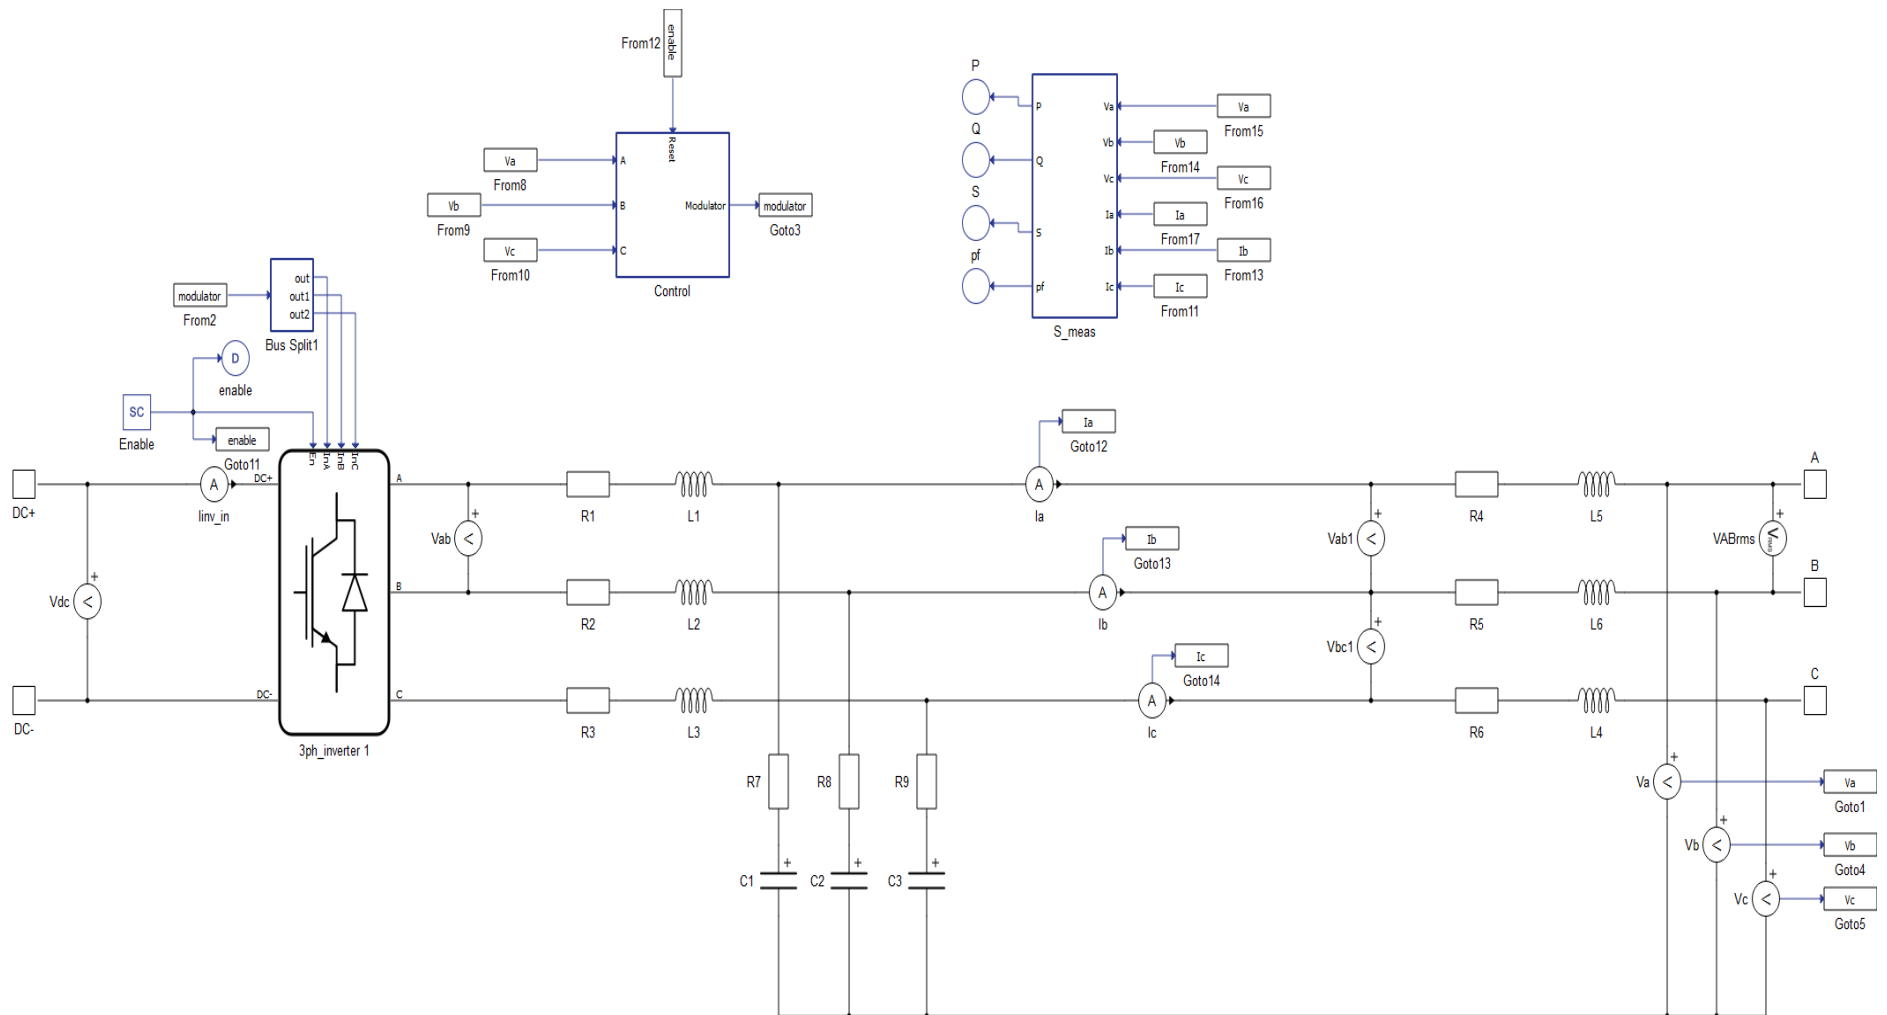 enable
From12
Reset
Va
From8
A
Vb
From9
B
Modulator
modulator
Goto3
Vc
From10
C
Control
P
P
Va
Va
From15
Q
Vb
Vb
From14
Q
Vc
Vc
From16
S
Ia
Ia
From17
S
Ib
Ib
From13
pf
pf
Ic
Ic
From11
S_meas
modulator
From2
out
out1
out2
Bus Split1
D
enable
SC
Enable
enable
Goto11
En
InA
InB
InC
DC+
A
Iinv_in
DC+
DC-
DC-
A
B
C
3ph_inverter 1
+
Vdc
<
+
Vab
<
R1
L1
R2
L2
R3
L3
Ia
Goto12
A
Ia
Ib
Goto13
A
Ib
Ic
Goto14
A
Ic
+
Vab1
<
+
Vbc1
<
R4
L5
R5
L6
R6
L4
+
VABrms
VRMS
A
B
C
R7
R8
R9
C1
+
C2
+
C3
+
+
Va
<
Va
Goto1
+
Vb
<
Vb
Goto4
+
Vc
<
Vc
Goto5